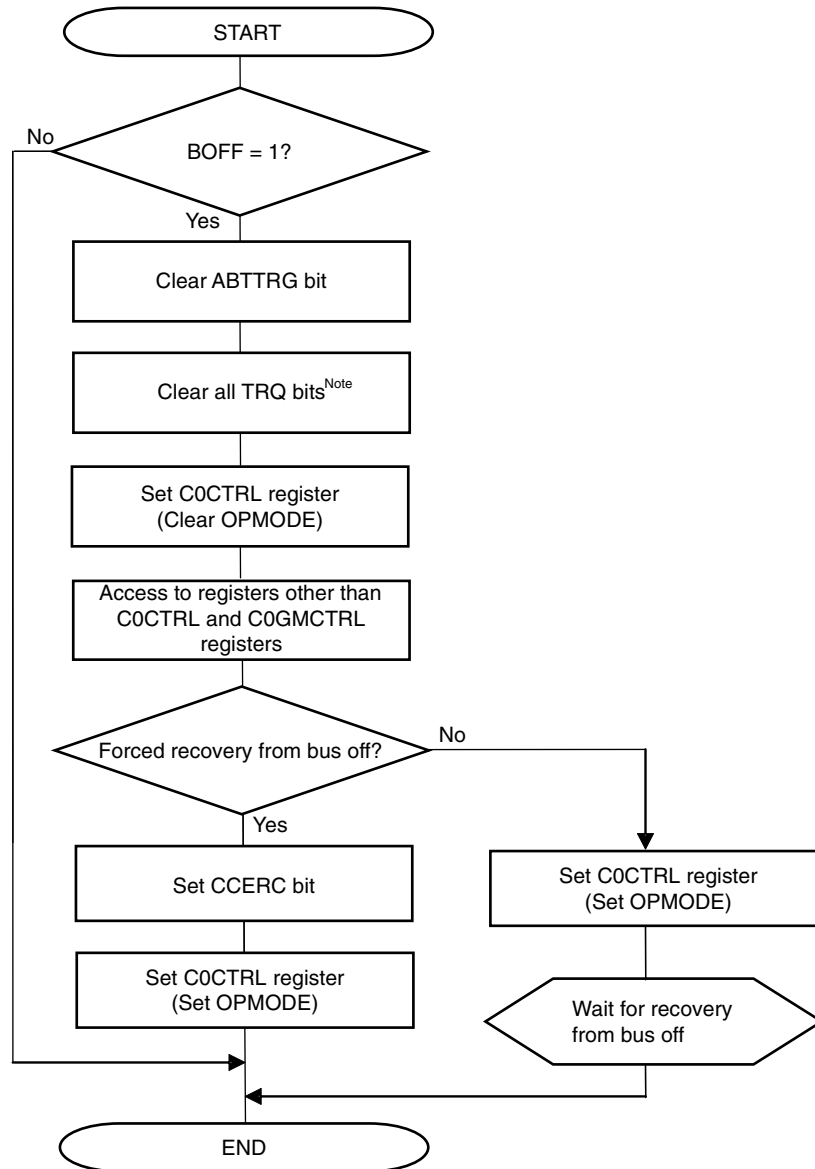 START
No
BOFF = 1?
Yes
Clear ABTTRG bit
Clear all TRQ bitsNote
Set C0CTRL register
(Clear OPMODE)
Access to registers other than
C0CTRL and C0GMCTRL
registers
Forced recovery from bus off?
No
Yes
Set CCERC bit
Set C0CTRL register
(Set OPMODE)
Set C0CTRL register
(Set OPMODE)
Wait for recovery
from bus off
END